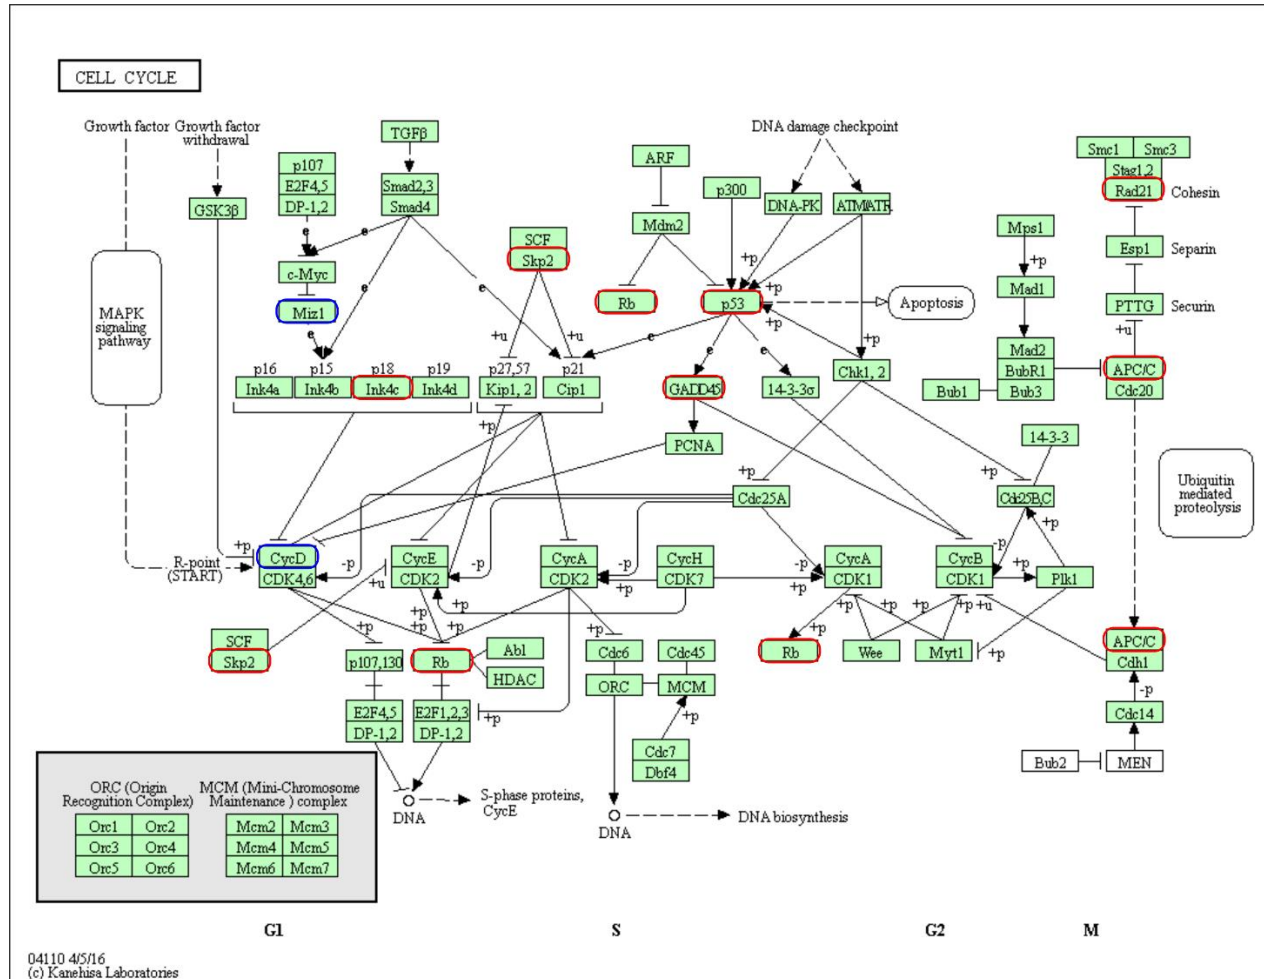 CELL CYCLE
Growth factor
Growth factor
withdrawal
TGFβ
DNA damage checkpoint
Smc1
Smc3
Stag1,2
Rad21
Cohesin
p107
E2F4,5
DP-1,2
Smad2,3
Smad4
ARF
p300
DNA-PK
ATM/ATR
GSK3β
Mdm2
Mps1
+p
Esp1
Separin
e
e
SCF
Skp2
c-Myc
Miz1
e
e
e
+p
+p
+p
+p
Mad1
MAPK
signaling
pathway
Rb
p53
Apoptosis
PTTG
Securin
+u
+u
+u
e
e
e
+p
Mad2
BubR1
Bub3
Bub1
APC/C
Cdc20
p16
Ink4a
p15
Ink4b
p18
Ink4c
p19
Ink4d
p27,57
Kip1, 2
p21
Cip1
GADD45
14-3-3σ
Chk1, 2
+p
PCNA
14-3-3
Ubiquitin
mediated
proteolysis
+p
+p
Cdc25A
Cdc25B,C
+p
R-point
(START)
+p
CycD
CDK4,6
-p
CycE
CDK2
-p
+u
CycA
CDK2
-p
+p
CycH
CDK7
-p
+p
CycA
CDK1
CycB
CDK1
-p
+p
Plk1
+p
+p
+p
+p
+p
+p
+p
+p
+p
+u
SCF
Skp2
p107,130
Rb
Abl
HDAC
Cdc6
Cdc45
ORC
MCM
Rb
Wee
Myt1
+p
APC/C
Cdh1
-p
E2F4,5
DP-1,2
E2F1,2,3
DP-1,2
+p
+p
Cdc7
Dbf4
Cdc14
Bub2
MEN
DNA
S-phase proteins,
CycE
DNA
DNA biosynthesis
ORC (Origin
Recognition Complex)
Orc1
Orc2
Orc3
Orc4
Orc5
Orc6
MCM (Mini-Chromosome
Maintenance ) complex
Mcm2
Mcm3
Mcm4
Mcm5
Mcm6
Mcm7
G1
S
G2
M
04110 4/5/16
(c) Kanehisa Laboratories